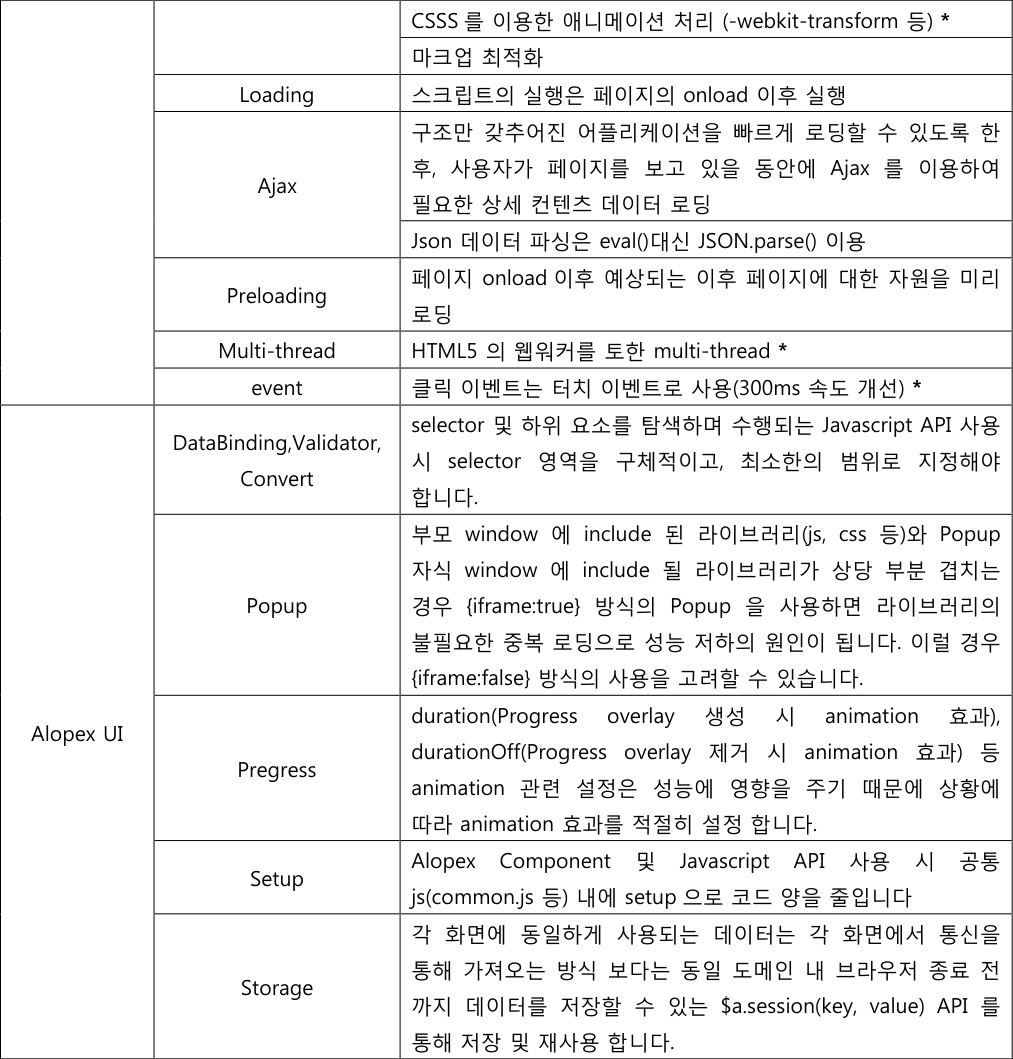 CSSS 를 이용한 애니메이션 처리 (-webkit-transform 등) *
마크업 최적화
Loading
스크립트의 실행은 페이지의 onload 이후 실행
Ajax
구조만 갖추어진 어플리케이션을 빠르게 로딩할 수 있도록 한
후, 사용자가 페이지를 보고 있을 동안에 Ajax 를 이용하여
필요한 상세 컨텐츠 데이터 로딩
Json 데이터 파싱은 eval()대신 JSON.parse() 이용
Preloading
페이지 onload 이후 예상되는 이후 페이지에 대한 자원을 미리
로딩
Multi-thread
HTML5 의 웹워커를 토한 multi-thread *
event
클릭 이벤트는 터치 이벤트로 사용(300ms 속도 개선) *
Alopex UI
DataBinding,Validator,
Convert
selector 및 하위 요소를 탐색하며 수행되는 Javascript API 사용
시 selector 영역을 구체적이고, 최소한의 범위로 지정해야
합니다.
Popup
부모 window 에 include 된 라이브러리(js, css 등)와 Popup
자식 window 에 include 될 라이브러리가 상당 부분 겹치는
경우 {iframe:true} 방식의 Popup 을 사용하면 라이브러리의
불필요한 중복 로딩으로 성능 저하의 원인이 됩니다. 이럴 경우
{iframe:false} 방식의 사용을 고려할 수 있습니다.
Pregress
duration(Progress overlay 생성 시 animation 효과),
durationOff(Progress overlay 제거 시 animation 효과) 등
animation 관련 설정은 성능에 영향을 주기 때문에 상황에
따라 animation 효과를 적절히 설정 합니다.
Setup
Alopex Component 및 Javascript API 사용 시 공통
js(common.js 등) 내에 setup 으로 코드 양을 줄입니다
Storage
각 화면에 동일하게 사용되는 데이터는 각 화면에서 통신을
통해 가져오는 방식 보다는 동일 도메인 내 브라우저 종료 전
까지 데이터를 저장할 수 있는 $a.session(key, value) API 를
통해 저장 및 재사용 합니다.